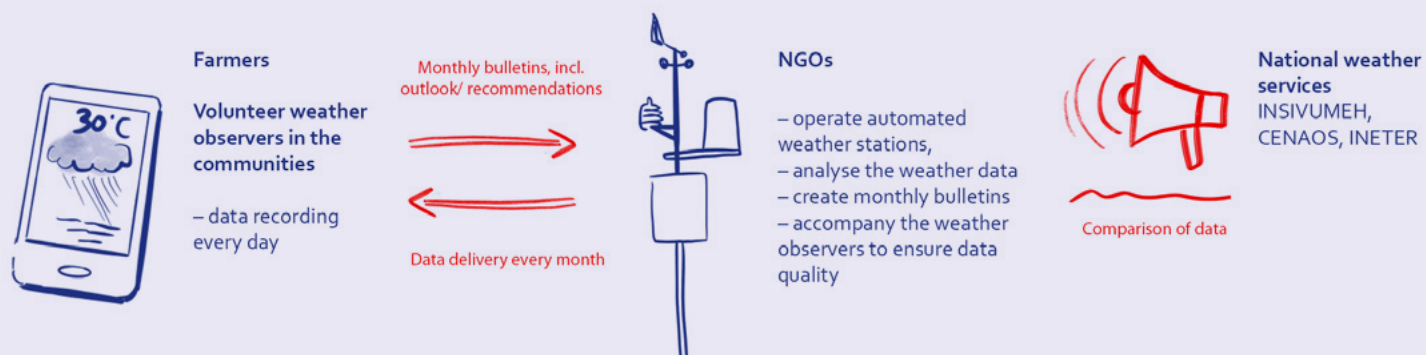 30°C
Farmers
Volunteer weather
observers in the
communities
– data recording
every day
Monthly bulletins, incl.
outlook/ recommendations
Data delivery every month
NGOs
– operate automated
weather stations,
– analyse the weather data
– create monthly bulletins
– accompany the weather
observers to ensure data
quality
Comparison of data
National weather
services
INSIVUMEH,
CENAOS, INETER